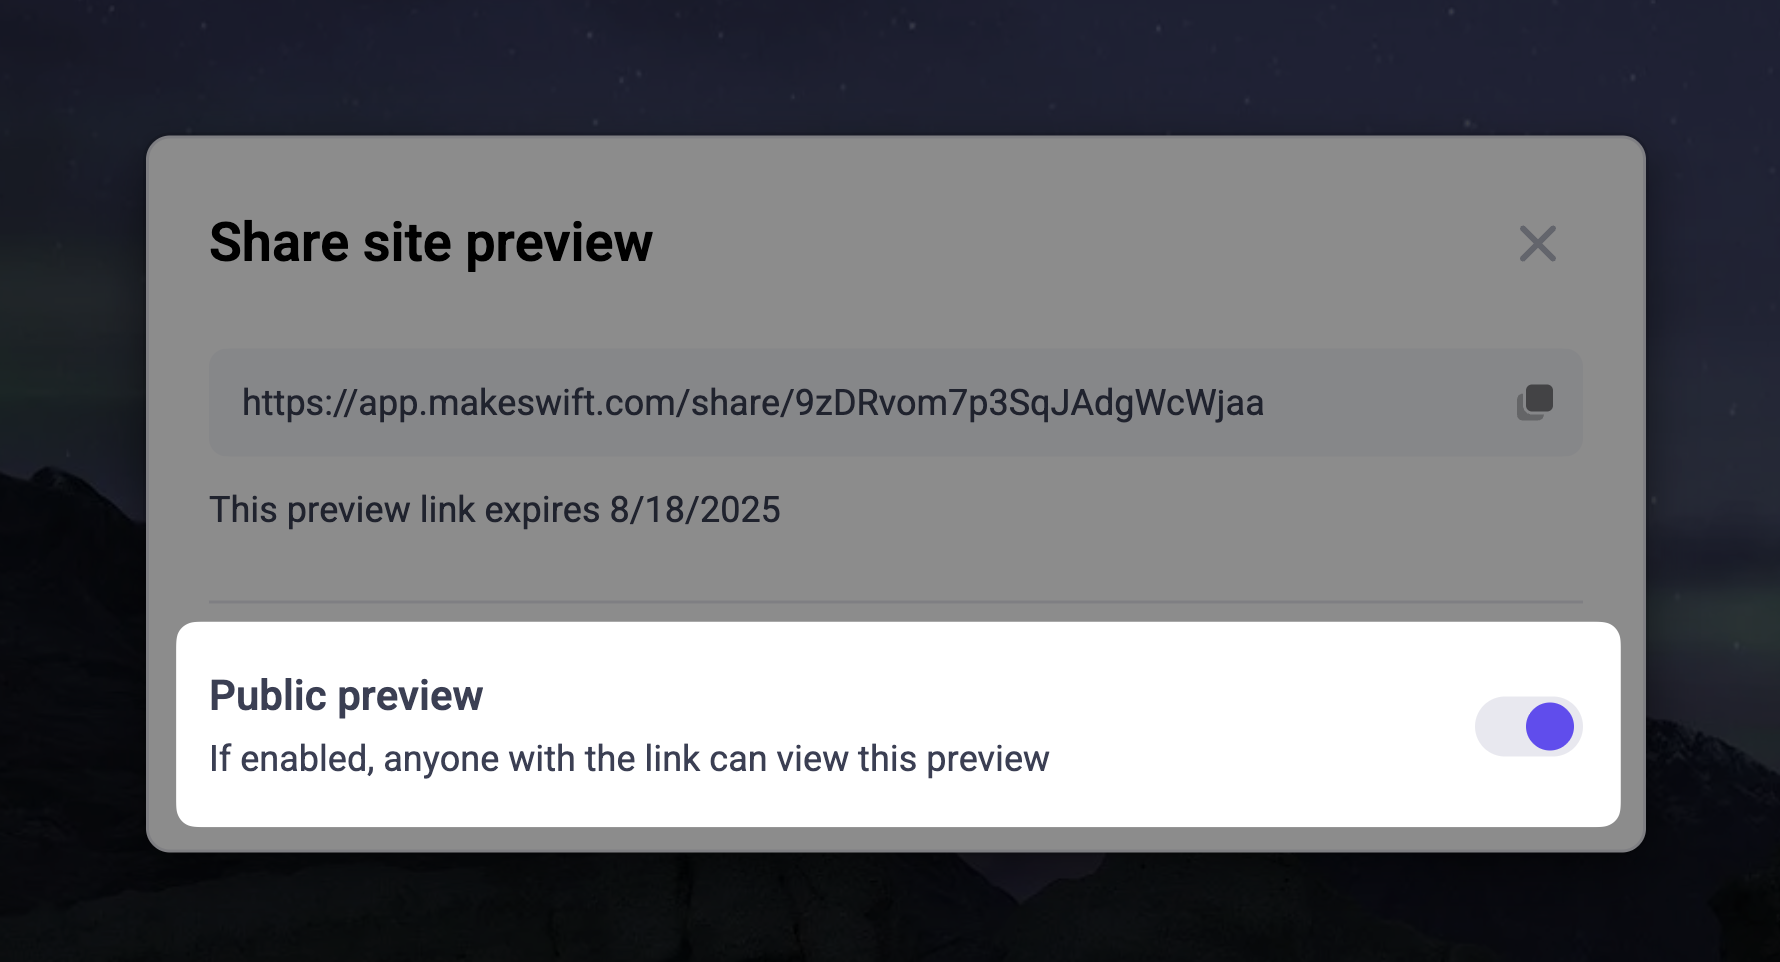 Share site preview
https://app.makeswift.com/share/9zDRvom7p3SqJAdgWcWjaa
This preview link expires 8/18/2025
Public preview
If enabled, anyone with the link can view this preview